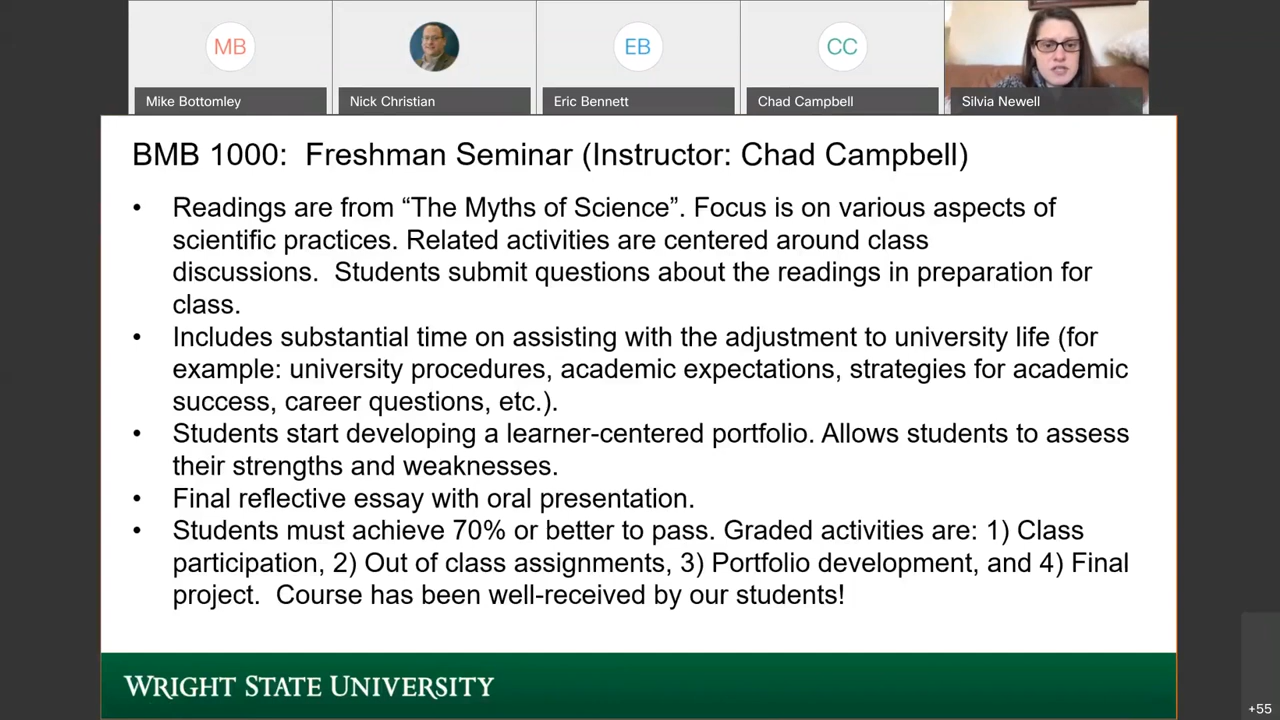 MB
EB
CC
Mike Bottomley
Nick Christian
Eric Bennett
Chad Campbell
Silvia Newell
BMB 1000:  Freshman Seminar (Instructor: Chad Campbell)
• Readings are from “The Myths of Science”. Focus is on various aspects of
scientific practices. Related activities are centered around class
discussions.  Students submit questions about the readings in preparation for
class.
• Includes substantial time on assisting with the adjustment to university life (for
example: university procedures, academic expectations, strategies for academic
success, career questions, etc.).
• Students start developing a learner-centered portfolio. Allows students to assess
their strengths and weaknesses.
• Final reflective essay with oral presentation.
• Students must achieve 70% or better to pass. Graded activities are: 1) Class
participation, 2) Out of class assignments, 3) Portfolio development, and 4) Final
project.  Course has been well-received by our students!
WRIGHT STATE UNIVERSITY
+55